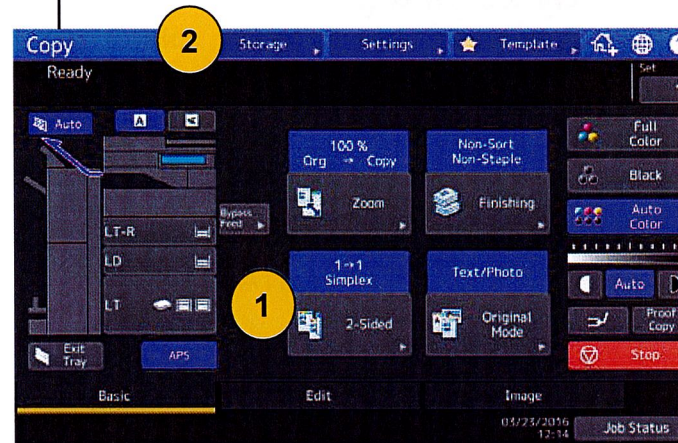 Copy 2 Storage Settings Template
Ready
Set
Auto A
100 %
Org → Copy
Zoom
Non-Sort
Non-Staple
Finishing
Full
Color
Black
Auto
Color
Bypass
Feed
LT-R
LD
LT
1
1→1
Simplex
2-Sided
Text/Photo
Original
Mode
Auto
Proof
Copy
Exit
Tray
APS
Stop
Basic Edit Image
03/23/2016
12:14
Job Status